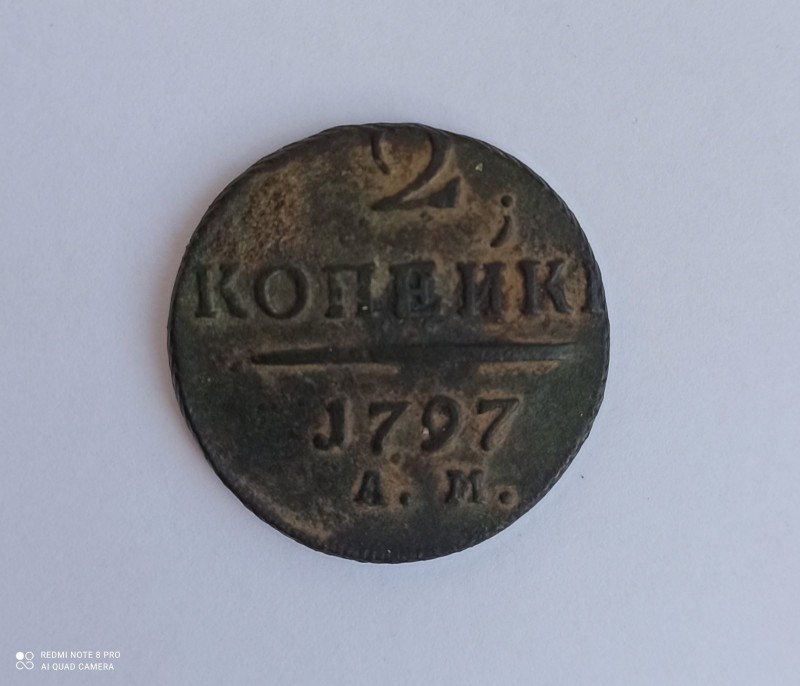 2
КОПЕЙКИ
1797
А. М.
REDMI NOTE 8 PRO
AI QUAD CAMERA